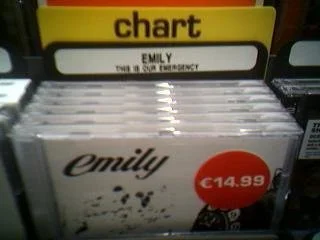 chart
EMILY
THIS IS OUR EMERGENCY
emily
€14.99